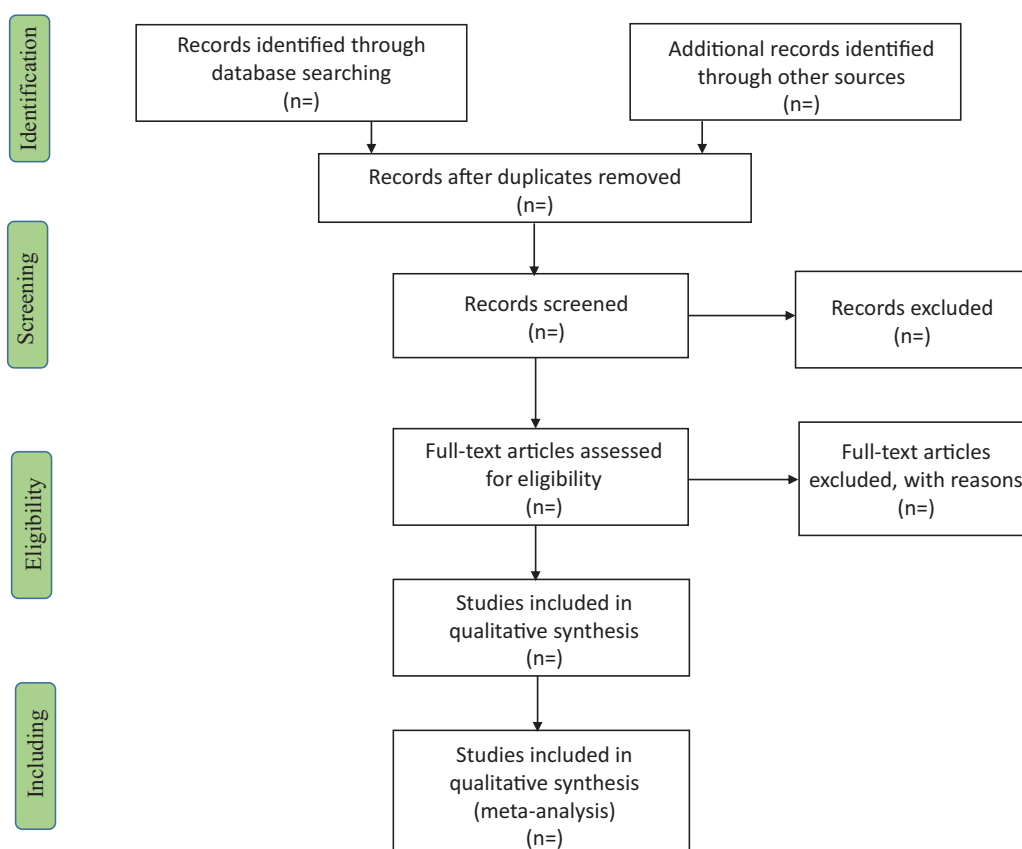 Identification
Records identified through
database searching
(n=)
Additional records identified
through other sources
(n=)
Records after duplicates removed
(n=)
Screening
Records screened
(n=)
Records excluded
(n=)
Eligibility
Full-text articles assessed
for eligibility
(n=)
Full-text articles
excluded, with reasons
(n=)
Studies included in
qualitative synthesis
(n=)
Including
Studies included in
qualitative synthesis
(meta-analysis)
(n=)